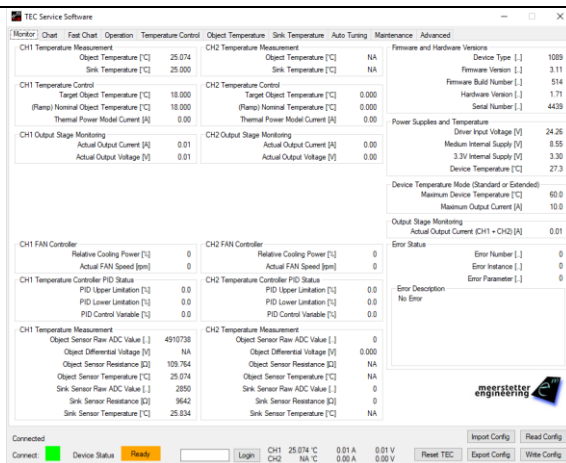 TEC Service Software
Monitor Chart Fast Chart Operation Temperature Control Object Temperature Sink Temperature Auto Tuning Maintenance Advanced
CH1 Temperature Measurement
Object Temperature [°C] 25.074
Sink Temperature [°C] 25.000
CH1 Temperature Control
Target Object Temperature [°C] 18.000
(Ramp) Nominal Object Temperature [°C] 18.000
Thermal Power Model Current [A] 0.00
CH1 Output Stage Monitoring
Actual Output Current [A] 0.01
Actual Output Voltage [V] 0.01
CH1 FAN Controller
Relative Cooling Power [%] 0
Actual FAN Speed [rpm] 0
CH1 Temperature Controller PID Status
PID Upper Limitation [%] 0.0
PID Lower Limitation [%] 0.0
PID Control Variable [%] 0.0
CH1 Temperature Measurement
Object Sensor Raw ADC Value [..] 4910738
Object Differential Voltage [V] NA
Object Sensor Resistance [Ω] 109.764
Object Sensor Temperature [°C] 25.074
Sink Sensor Raw ADC Value [..] 2850
Sink Sensor Resistance [Ω] 9642
Sink Sensor Temperature [°C] 25.834
CH2 Temperature Measurement
Object Temperature [°C] NA
Sink Temperature [°C] NA
CH2 Temperature Control
Target Object Temperature [°C] 0.000
(Ramp) Nominal Object Temperature [°C] 0.000
Thermal Power Model Current [A] 0.00
CH2 Output Stage Monitoring
Actual Output Current [A] 0.00
Actual Output Voltage [V] 0.00
CH2 FAN Controller
Relative Cooling Power [%] 0
Actual FAN Speed [rpm] 0
CH2 Temperature Controller PID Status
PID Upper Limitation [%] 0.0
PID Lower Limitation [%] 0.0
PID Control Variable [%] 0.0
CH2 Temperature Measurement
Object Sensor Raw ADC Value [..] 0
Object Differential Voltage [V] 0.000
Object Sensor Resistance [Ω] NA
Object Sensor Temperature [°C] NA
Sink Sensor Raw ADC Value [..] 0
Sink Sensor Resistance [Ω] 0
Sink Sensor Temperature [°C] NA
Firmware and Hardware Versions
Device Type [..] 1089
Firmware Version [..] 3.11
Firmware Build Number [..] 514
Hardware Version [..] 1.71
Serial Number [..] 4439
Power Supplies and Temperature
Driver Input Voltage [V] 24.26
Medium Internal Supply [V] 8.55
3.3V Internal Supply [V] 3.30
Device Temperature [°C] 27.3
Device Temperature Mode (Standard or Extended)
Maximum Device Temperature [°C] 60.0
Maximum Output Current [A] 10.0
Output Stage Monitoring
Actual Output Current (CH1 + CH2) [A] 0.01
Error Status
Error Number [..] 0
Error Instance [..] 0
Error Parameter [..] 0
Error Description
No Error
meerstetter
engineering
Connected
Import Config Read Config
Connect: Device Status Ready Login CH1 25.074 °C 0.01 A 0.01 V Reset TEC Export Config Write Config
CH2 NA °C 0.00 A 0.00 V